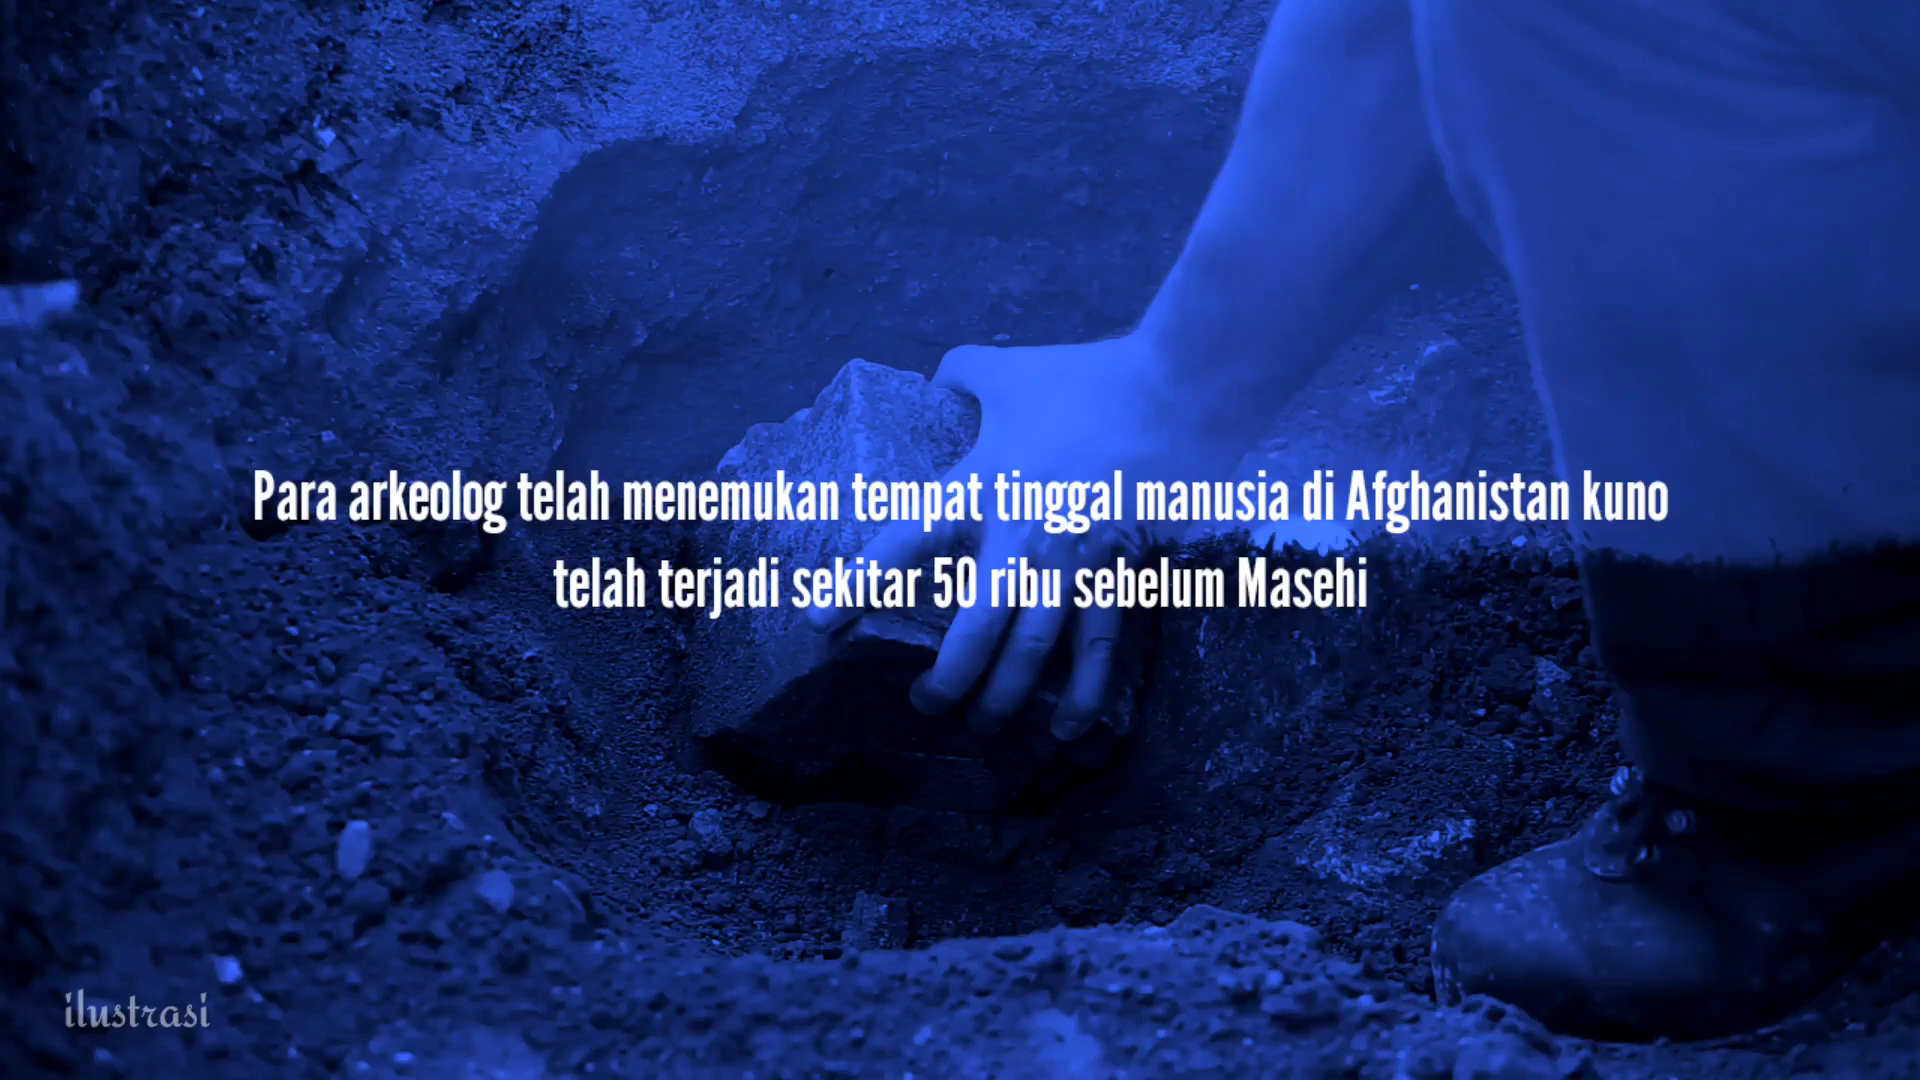 Para arkeolog telah menemukan tempat tinggal manusia di Afghanistan kuno
telah terjadi sekitar 50 ribu sebelum Masehi
ilustrasi